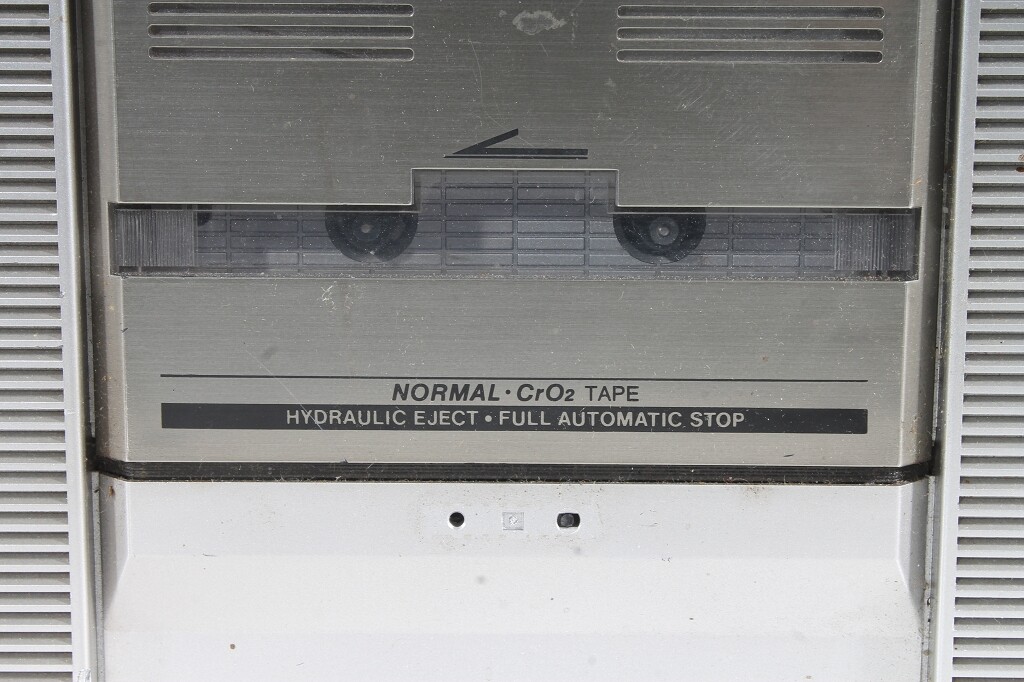 NORMAL · CrO2 TAPE
HYDRAULIC EJECT • FULL AUTOMATIC STOP